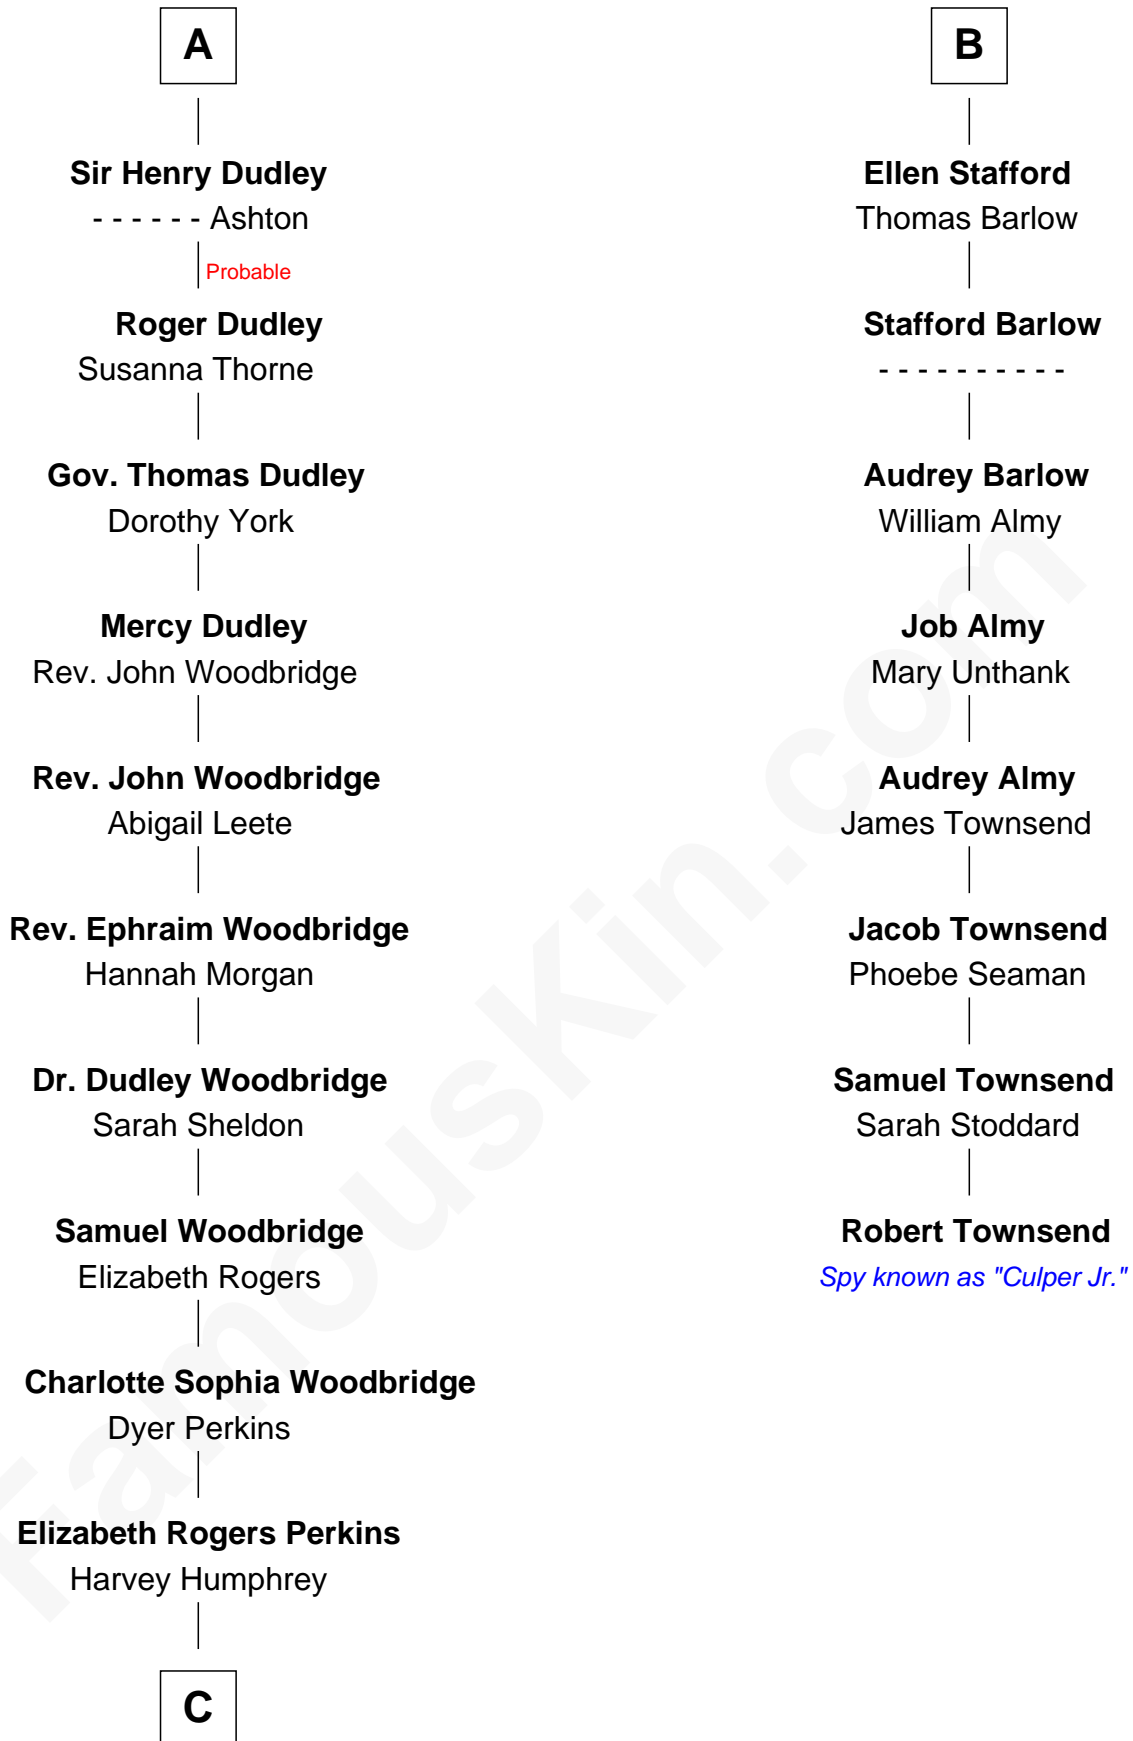 A
Sir Henry Dudley
- - - - - - Ashton
Probable
Roger Dudley
Susanna Thorne
Gov. Thomas Dudley
Dorothy York
Mercy Dudley
Rev. John Woodbridge
Rev. John Woodbridge
Abigail Leete
Rev. Ephraim Woodbridge
Hannah Morgan
Dr. Dudley Woodbridge
Sarah Sheldon
Samuel Woodbridge
Elizabeth Rogers
Charlotte Sophia Woodbridge
Dyer Perkins
Elizabeth Rogers Perkins
Harvey Humphrey
C
B
Ellen Stafford
Thomas Barlow
Stafford Barlow
- - - - - - - - - -
Audrey Barlow
William Almy
Job Almy
Mary Unthank
Audrey Almy
James Townsend
Jacob Townsend
Phoebe Seaman
Samuel Townsend
Sarah Stoddard
Robert Townsend
Spy known as "Culper Jr."
FamousKin.com